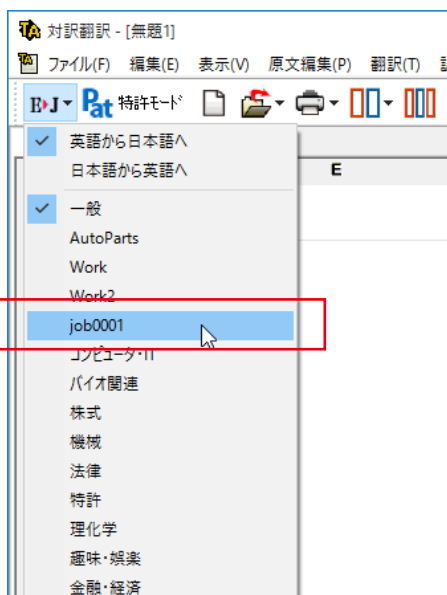 対訳翻訳 - [無題1]
ファイル(F) 編集(E) 表示(V) 原文編集(P) 翻訳(T)
E▸J Pat 特許モード
英語から日本語へ
日本語から英語へ
E
一般
AutoParts
Work
Work2
job0001
コンピュータ・IT
バイオ関連
株式
機械
法律
特許
理化学
趣味・娯楽
金融・経済